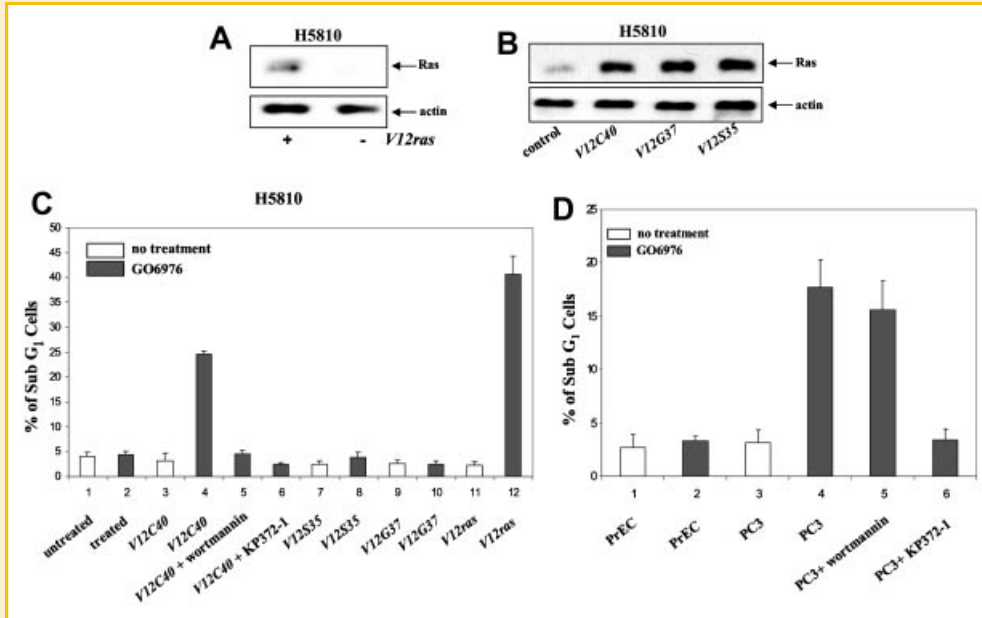 A
H5810
Ras
actin
+ - V12ras
B
H5810
Ras
actin
control V12C40 V12G37 V12S35
C
H5810
% of Sub G₁ Cells
50
45
40
35
30
25
20
15
10
5
0
no treatment
GO6976
1 2 3 4 5 6 7 8 9 10 11 12
untreated
treated
V12C40
V12C40
V12C40 + wortmannin
V12C40 + KP372-1
V12S35
V12S35
V12G37
V12G37
V12ras
V12ras
D
% of Sub G₁ Cells
25
20
15
10
5
0
no treatment
GO6976
1 2 3 4 5 6
PrEC
PrEC
PC3
PC3
PC3+ wortmannin
PC3+ KP372-1